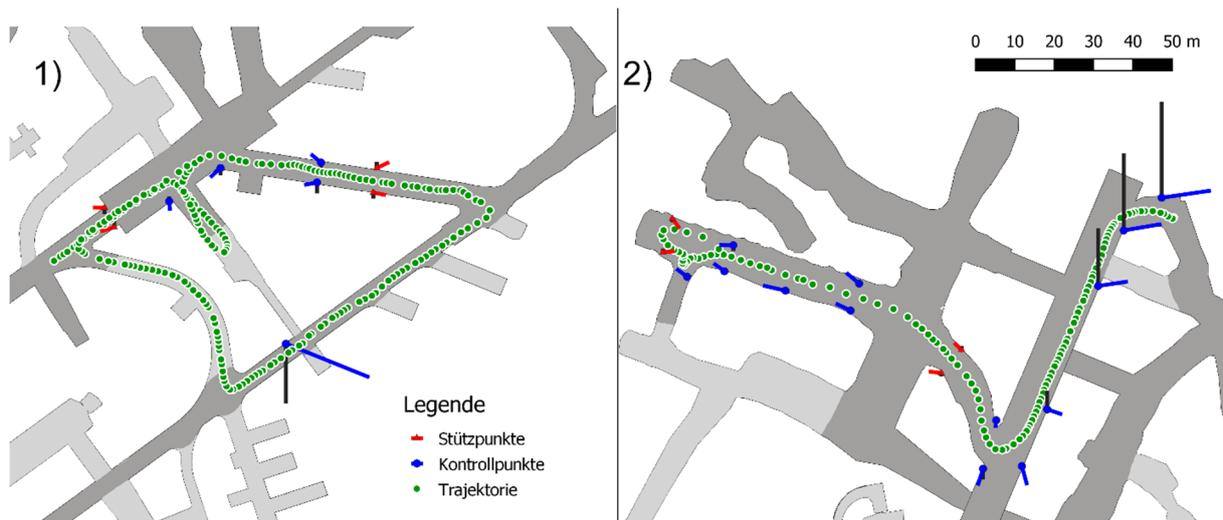 1)
2)
0 10 20 30 40 50 m
Legende
Stützpunkte
Kontrollpunkte
Trajektorie